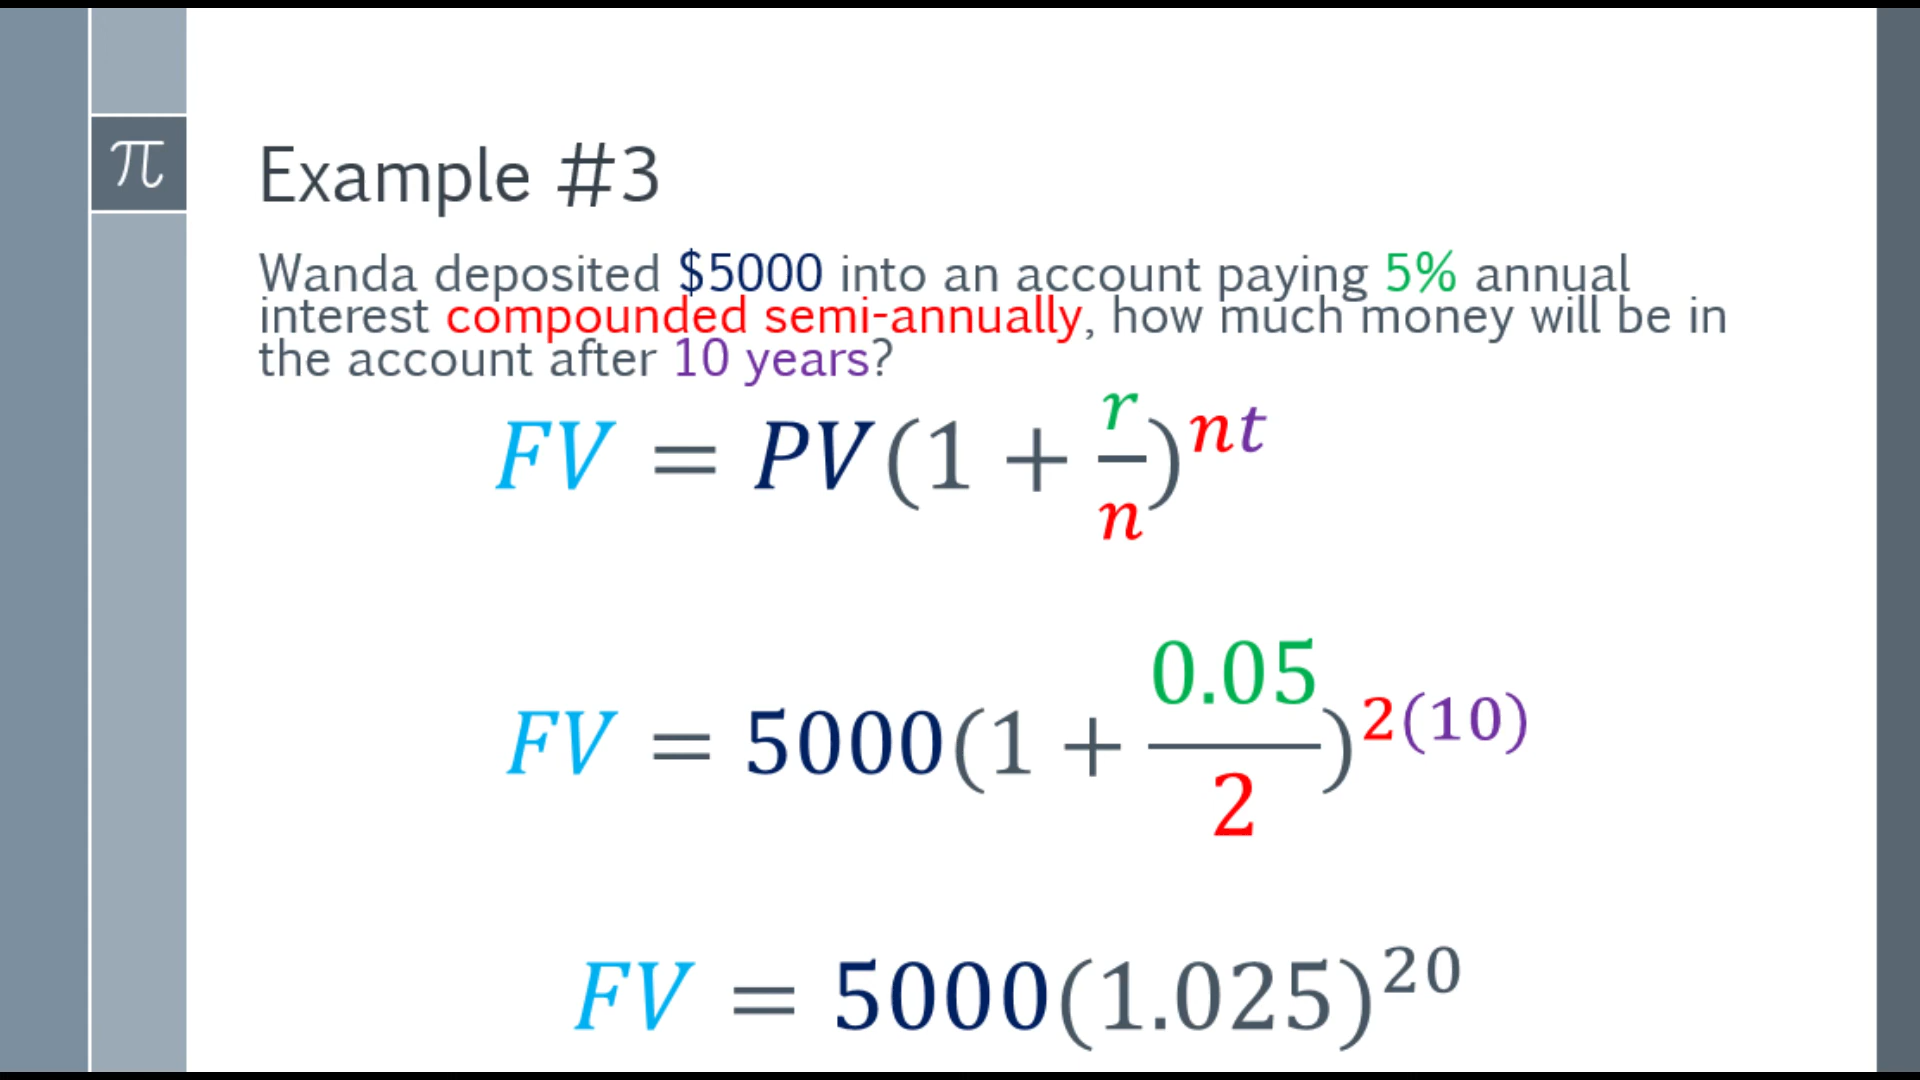 π
Example #3
Wanda deposited $5000 into an account paying 5% annual
interest compounded semi-annually, how much money will be in
the account after 10 years?
FV = PV(1 + r/n)^nt
FV = 5000(1 + 0.05/2)^2(10)
FV = 5000(1.025)^20